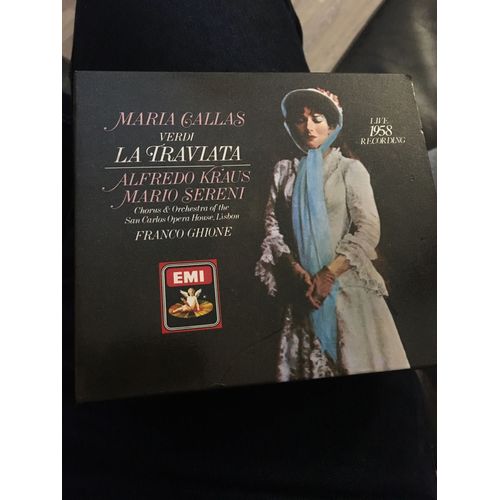 MARIA CALLAS
VERDI
LA TRAVIATA
ALFREDO KRAUS
MARIO SERENI
Chorus & Orchestra of the
San Carlos Opera House, Lisbon
FRANCO GHIONE
EMI
LIVE
1958
RECORDING